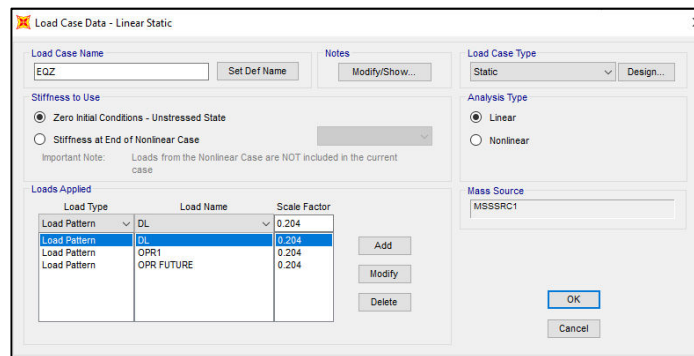 Load Case Data - Linear Static
Load Case Name
EQZ
Set Def Name
Notes
Modify/Show...
Load Case Type
Static
Design...
Stiffness to Use
Zero Initial Conditions - Unstressed State
Stiffness at End of Nonlinear Case
Important Note: Loads from the Nonlinear Case are NOT included in the current
case
Analysis Type
Linear
Nonlinear
Loads Applied
Load Type Load Name Scale Factor
Load Pattern DL 0.204
Load Pattern DL 0.204
Load Pattern OPR1 0.204
Load Pattern OPR FUTURE 0.204
Add
Modify
Delete
Mass Source
MSSSRC1
OK
Cancel